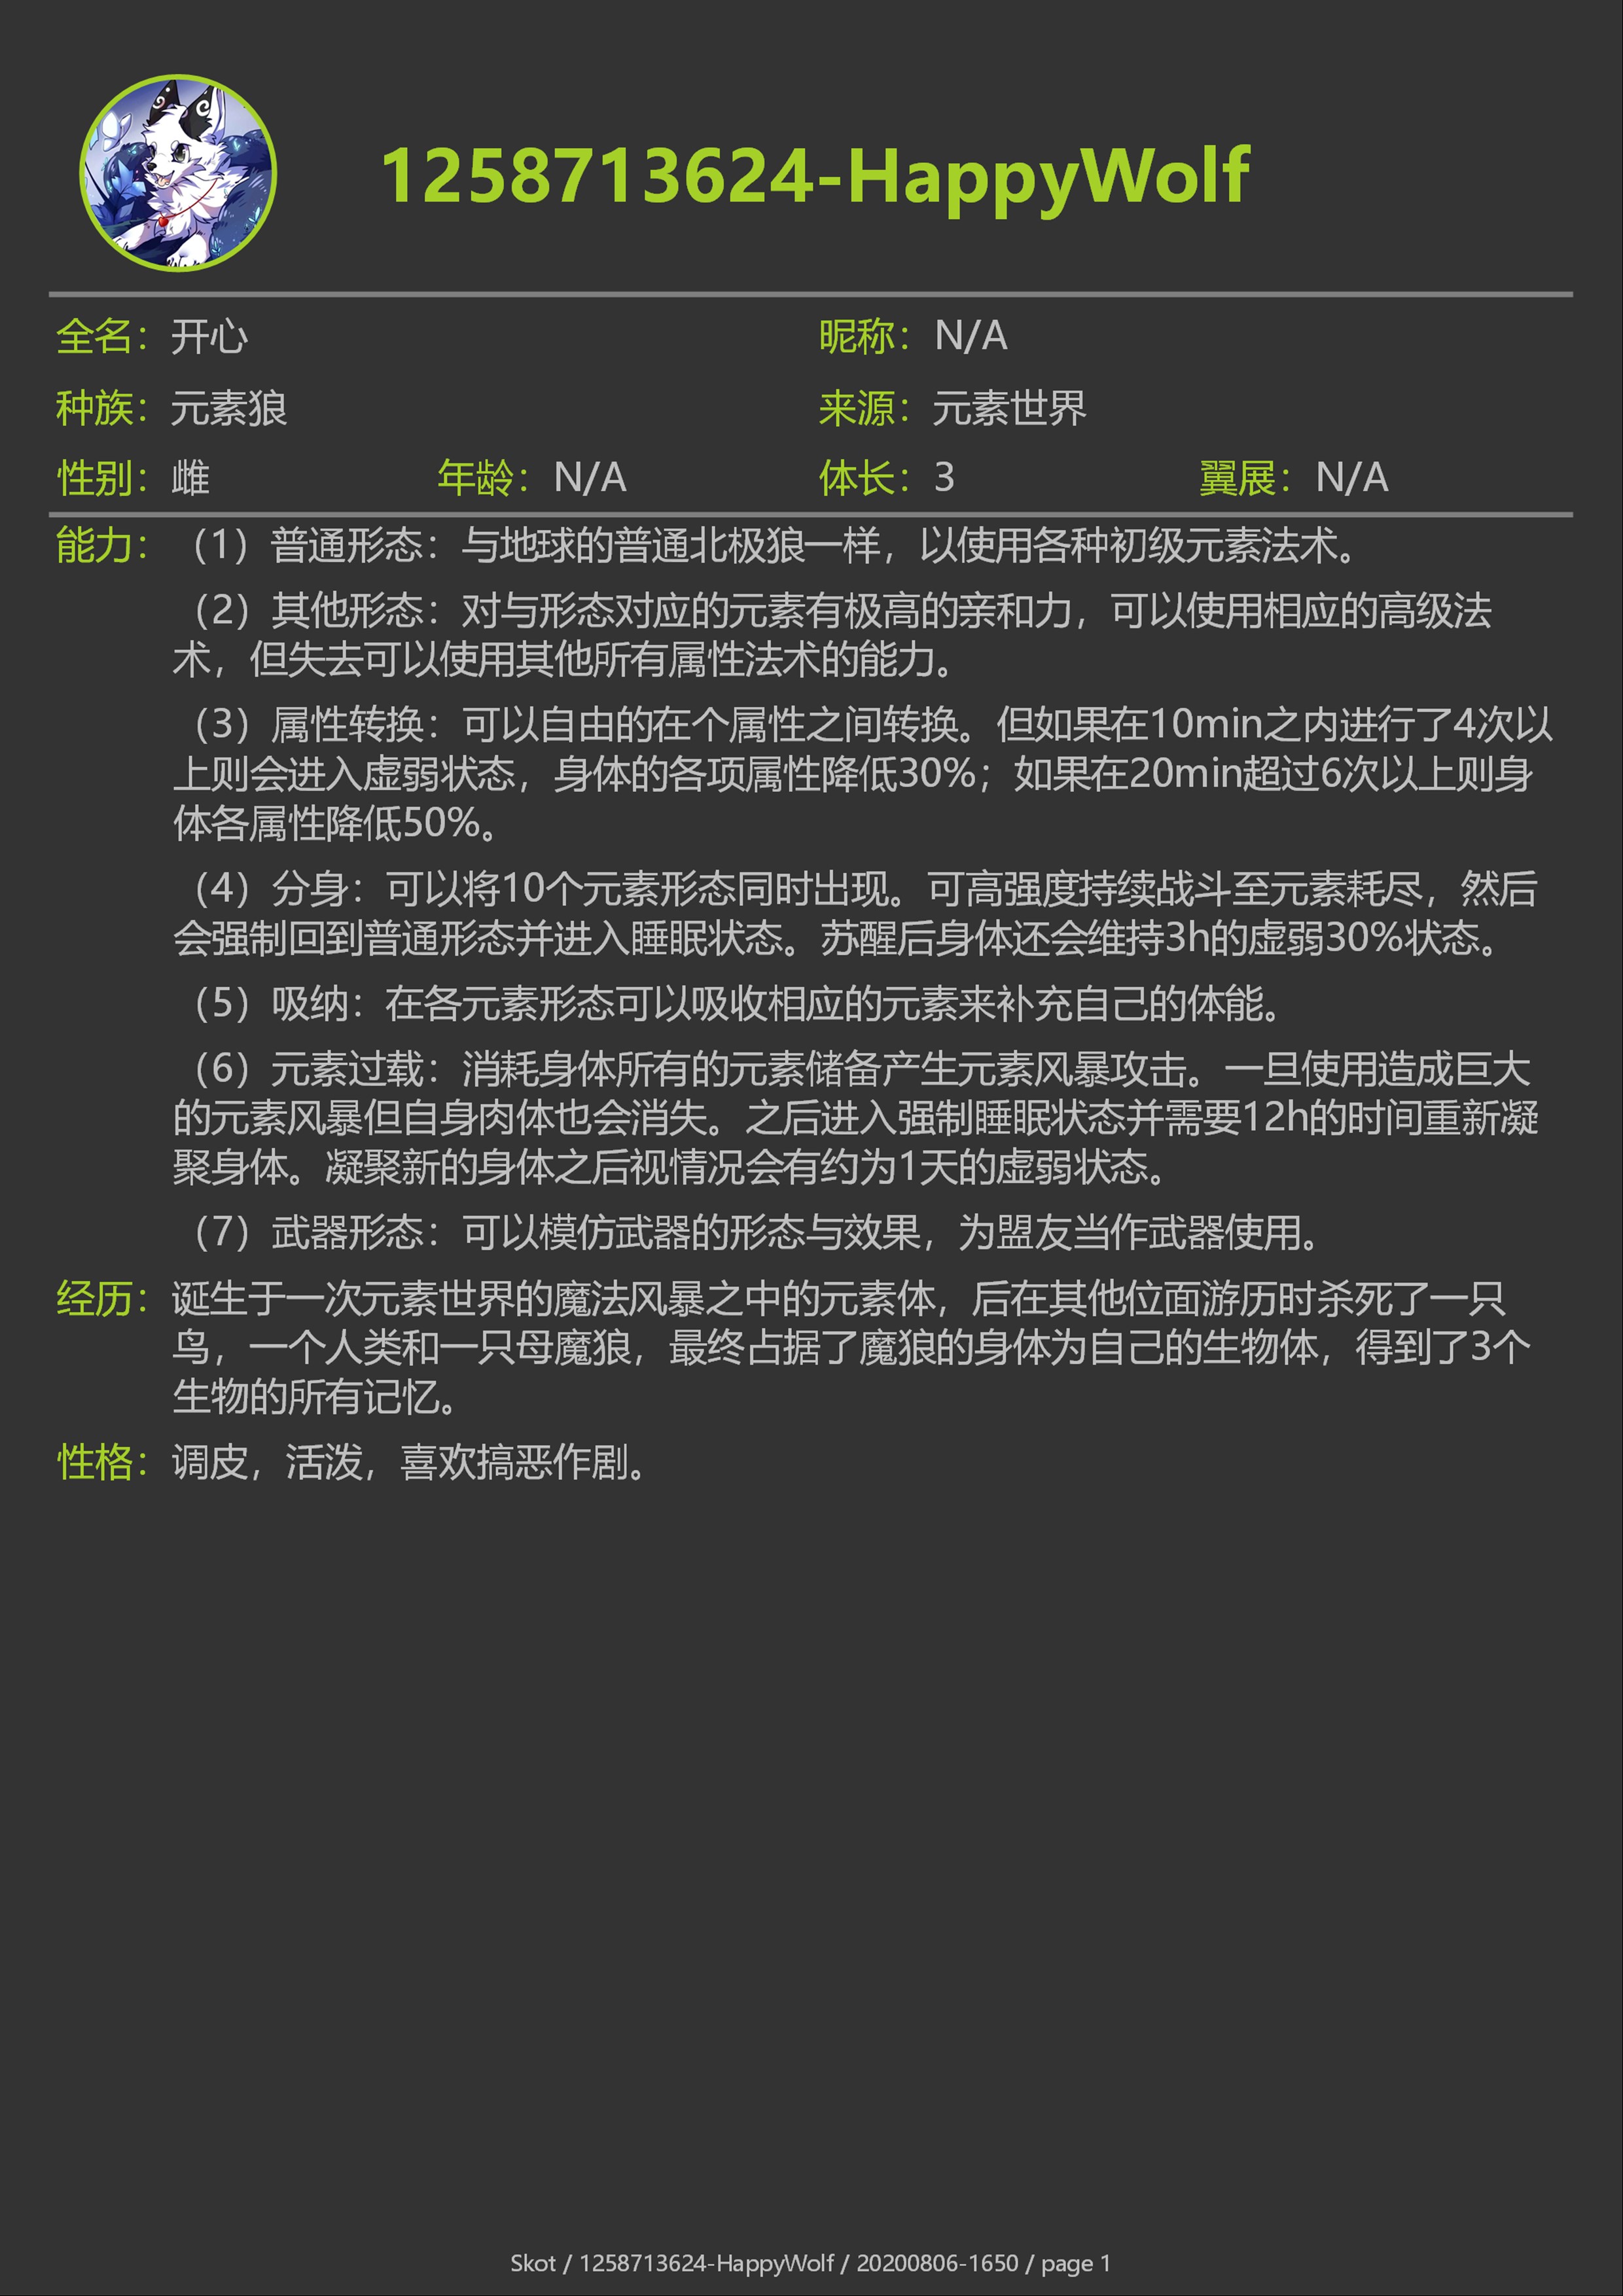 1258713624-HappyWolf
全名：开心 昵称：N/A
种族：元素狼 来源：元素世界
性别：雌 年龄：N/A 体长：3 翼展：N/A
能力：（1）普通形态：与地球的普通北极狼一样，以使用各种初级元素法术。
（2）其他形态：对与形态对应的元素有极高的亲和力，可以使用相应的高级法
术，但失去可以使用其他所有属性法术的能力。
（3）属性转换：可以自由的在个属性之间转换。但如果在10min之内进行了4次以
上则会进入虚弱状态，身体的各项属性降低30%；如果在20min超过6次以上则身
体各属性降低50%。
（4）分身：可以将10个元素形态同时出现。可高强度持续战斗至元素耗尽，然后
会强制回到普通形态并进入睡眠状态。苏醒后身体还会维持3h的虚弱30%状态。
（5）吸纳：在各元素形态可以吸收相应的元素来补充自己的体能。
（6）元素过载：消耗身体所有的元素储备产生元素风暴攻击。一旦使用造成巨大
的元素风暴但自身肉体也会消失。之后进入强制睡眠状态并需要12h的时间重新凝
聚身体。凝聚新的身体之后视情况会有约为1天的虚弱状态。
（7）武器形态：可以模仿武器的形态与效果，为盟友当作武器使用。
经历：诞生于一次元素世界的魔法风暴之中的元素体，后在其他位面游历时杀死了一只
鸟，一个人类和一只母魔狼，最终占据了魔狼的身体为自己的生物体，得到了3个
生物的所有记忆。
性格：调皮，活泼，喜欢搞恶作剧。
Skot / 1258713624-HappyWolf / 20200806-1650 / page 1